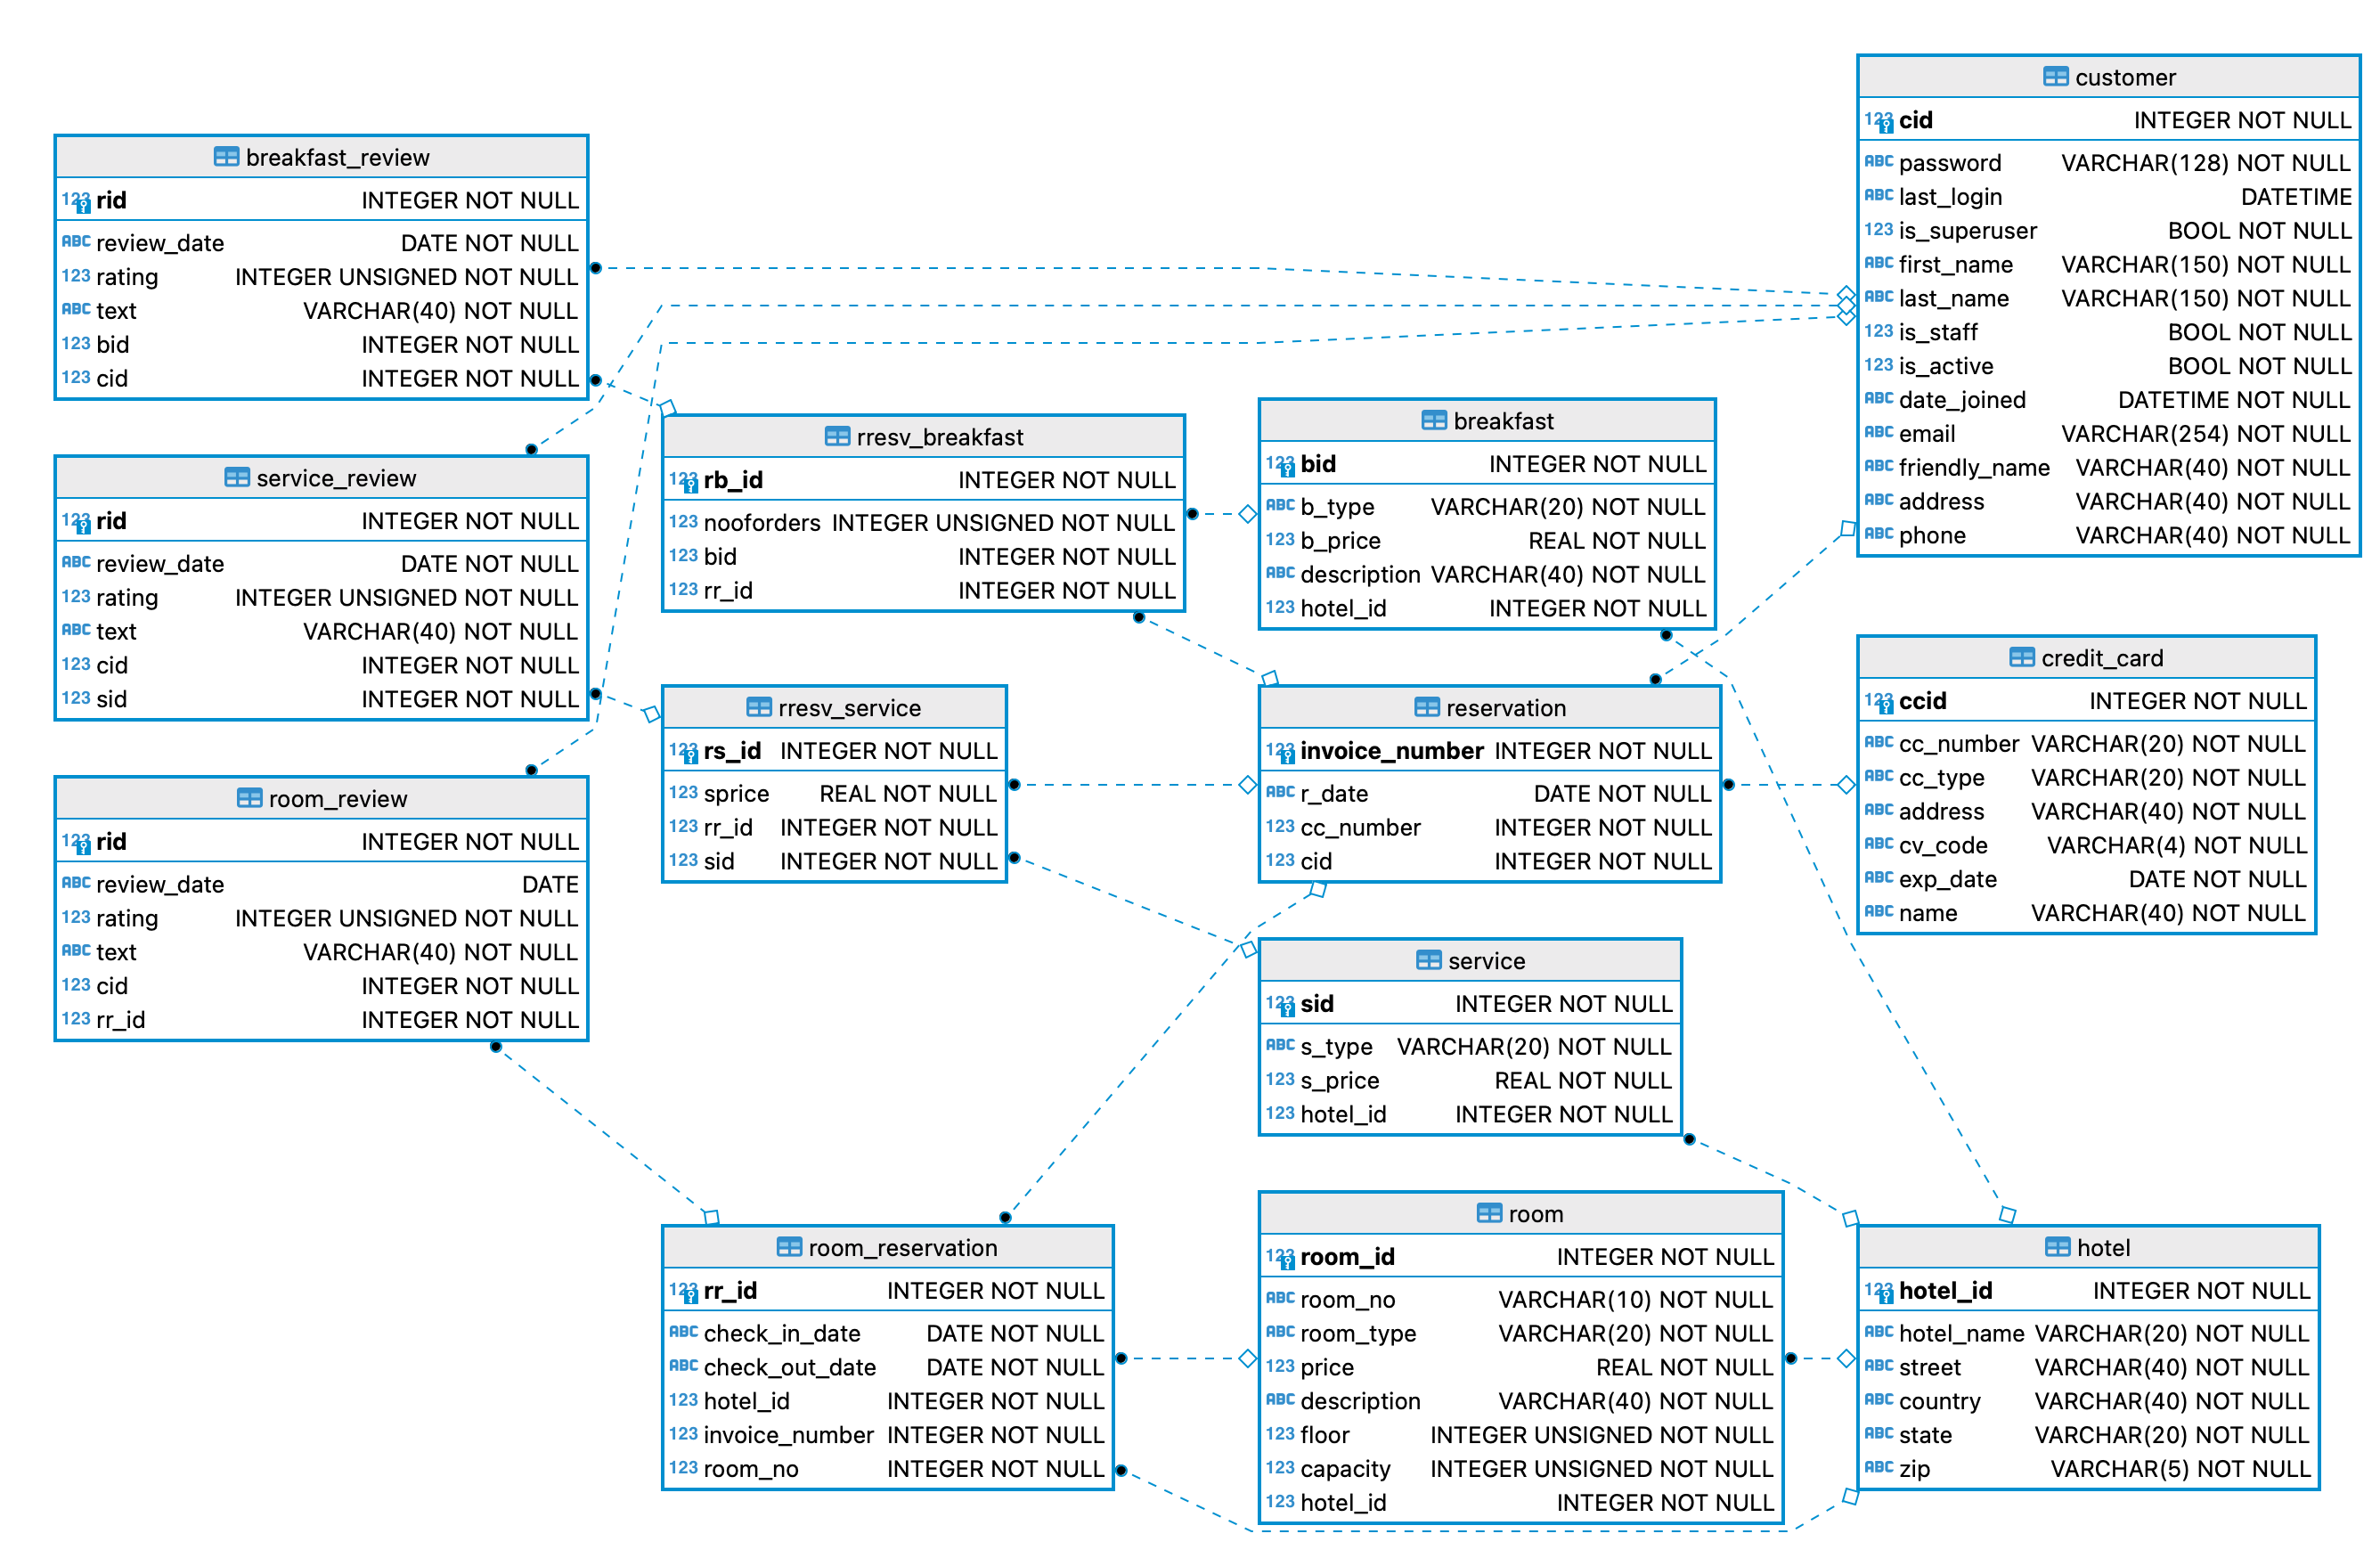 customer
123 cid INTEGER NOT NULL
ABC password VARCHAR(128) NOT NULL
ABC last_login DATETIME
123 is_superuser BOOL NOT NULL
ABC first_name VARCHAR(150) NOT NULL
ABC last_name VARCHAR(150) NOT NULL
123 is_staff BOOL NOT NULL
123 is_active BOOL NOT NULL
ABC date_joined DATETIME NOT NULL
ABC email VARCHAR(254) NOT NULL
ABC friendly_name VARCHAR(40) NOT NULL
ABC address VARCHAR(40) NOT NULL
ABC phone VARCHAR(40) NOT NULL
breakfast_review
123 rid INTEGER NOT NULL
ABC review_date DATE NOT NULL
123 rating INTEGER UNSIGNED NOT NULL
ABC text VARCHAR(40) NOT NULL
123 bid INTEGER NOT NULL
123 cid INTEGER NOT NULL
rresv_breakfast
123 rb_id INTEGER NOT NULL
123 nooforders INTEGER UNSIGNED NOT NULL
123 bid INTEGER NOT NULL
123 rr_id INTEGER NOT NULL
breakfast
123 bid INTEGER NOT NULL
ABC b_type VARCHAR(20) NOT NULL
123 b_price REAL NOT NULL
ABC description VARCHAR(40) NOT NULL
123 hotel_id INTEGER NOT NULL
service_review
123 rid INTEGER NOT NULL
ABC review_date DATE NOT NULL
123 rating INTEGER UNSIGNED NOT NULL
ABC text VARCHAR(40) NOT NULL
123 cid INTEGER NOT NULL
123 sid INTEGER NOT NULL
rresv_service
123 rs_id INTEGER NOT NULL
123 sprice REAL NOT NULL
123 rr_id INTEGER NOT NULL
123 sid INTEGER NOT NULL
reservation
123 invoice_number INTEGER NOT NULL
ABC r_date DATE NOT NULL
123 cc_number INTEGER NOT NULL
123 cid INTEGER NOT NULL
credit_card
123 ccid INTEGER NOT NULL
ABC cc_number VARCHAR(20) NOT NULL
ABC cc_type VARCHAR(20) NOT NULL
ABC address VARCHAR(40) NOT NULL
ABC cv_code VARCHAR(4) NOT NULL
ABC exp_date DATE NOT NULL
ABC name VARCHAR(40) NOT NULL
room_review
123 rid INTEGER NOT NULL
ABC review_date DATE
123 rating INTEGER UNSIGNED NOT NULL
ABC text VARCHAR(40) NOT NULL
123 cid INTEGER NOT NULL
123 rr_id INTEGER NOT NULL
service
123 sid INTEGER NOT NULL
ABC s_type VARCHAR(20) NOT NULL
123 s_price REAL NOT NULL
123 hotel_id INTEGER NOT NULL
room_reservation
123 rr_id INTEGER NOT NULL
ABC check_in_date DATE NOT NULL
ABC check_out_date DATE NOT NULL
123 hotel_id INTEGER NOT NULL
123 invoice_number INTEGER NOT NULL
123 room_no INTEGER NOT NULL
room
123 room_id INTEGER NOT NULL
ABC room_no VARCHAR(10) NOT NULL
ABC room_type VARCHAR(20) NOT NULL
123 price REAL NOT NULL
ABC description VARCHAR(40) NOT NULL
123 floor INTEGER UNSIGNED NOT NULL
123 capacity INTEGER UNSIGNED NOT NULL
123 hotel_id INTEGER NOT NULL
hotel
123 hotel_id INTEGER NOT NULL
ABC hotel_name VARCHAR(20) NOT NULL
ABC street VARCHAR(40) NOT NULL
ABC country VARCHAR(40) NOT NULL
ABC state VARCHAR(20) NOT NULL
ABC zip VARCHAR(5) NOT NULL